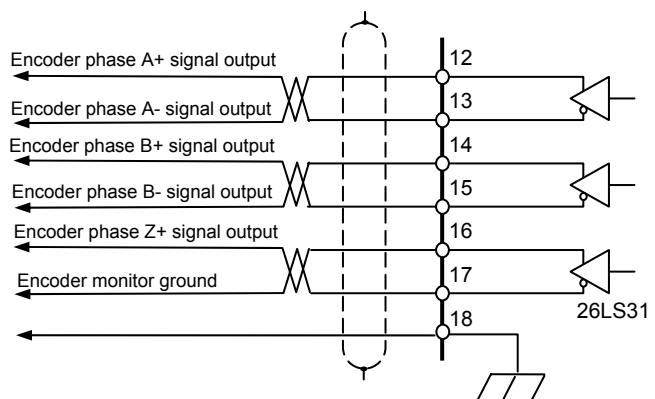 Encoder phase A+ signal output
12
Encoder phase A- signal output
13
Encoder phase B+ signal output
14
Encoder phase B- signal output
15
Encoder phase Z+ signal output
16
Encoder monitor ground
17
26LS31
18